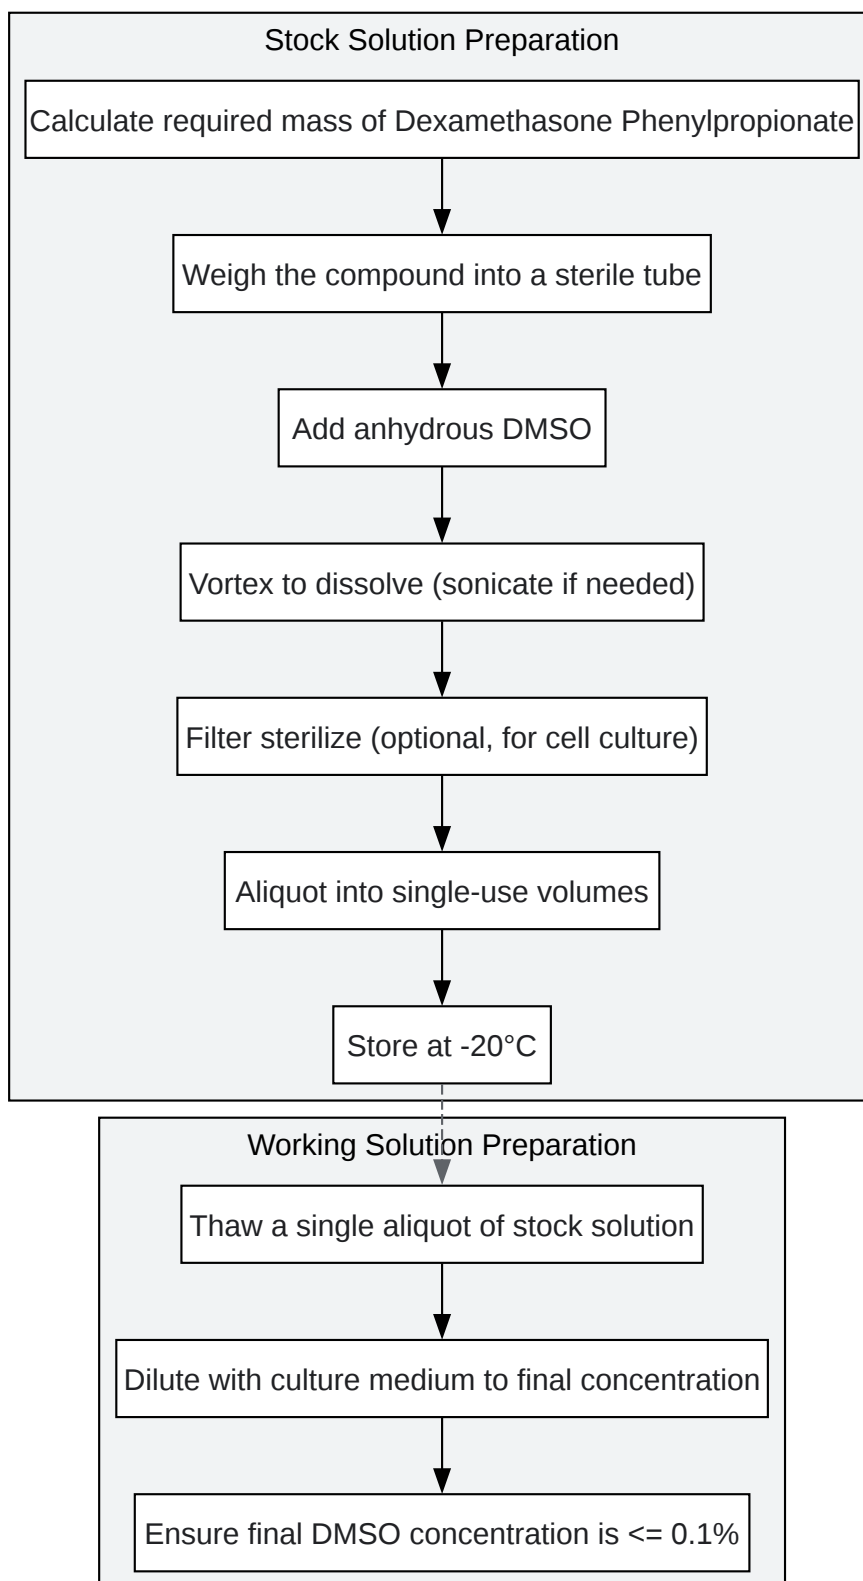 Stock Solution Preparation
Calculate required mass of Dexamethasone Phenylpropionate
Weigh the compound into a sterile tube
Add anhydrous DMSO
Vortex to dissolve (sonicate if needed)
Filter sterilize (optional, for cell culture)
Aliquot into single-use volumes
Store at -20°C
Working Solution Preparation
Thaw a single aliquot of stock solution
Dilute with culture medium to final concentration
Ensure final DMSO concentration is <= 0.1%